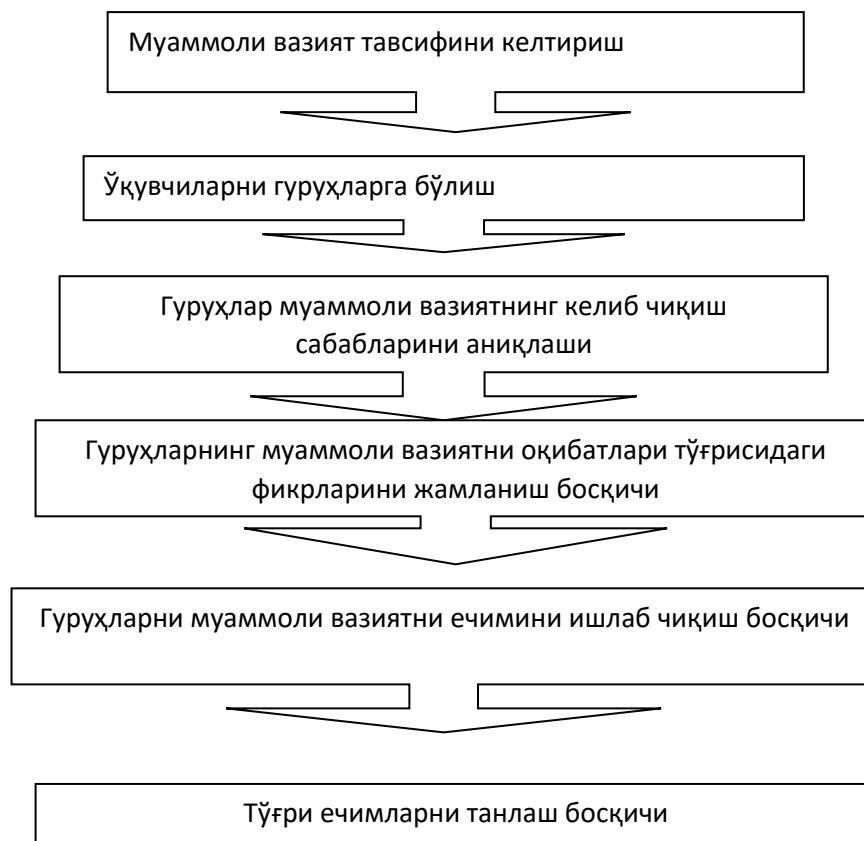 Муаммоли вазият тавсифини келтириш
Ўқувчиларни гуруҳларга бўлиш
Гуруҳлар муаммоли вазиятнинг келиб чиқиш
сабабларини аниқлаши
Гуруҳларнинг муаммоли вазиятни оқибатлари тўғрисидаги
фикрларини жамланиш босқичи
Гуруҳларни муаммоли вазиятни ечимини ишлаб чиқиш босқичи
Тўғри ечимларни танлаш босқичи